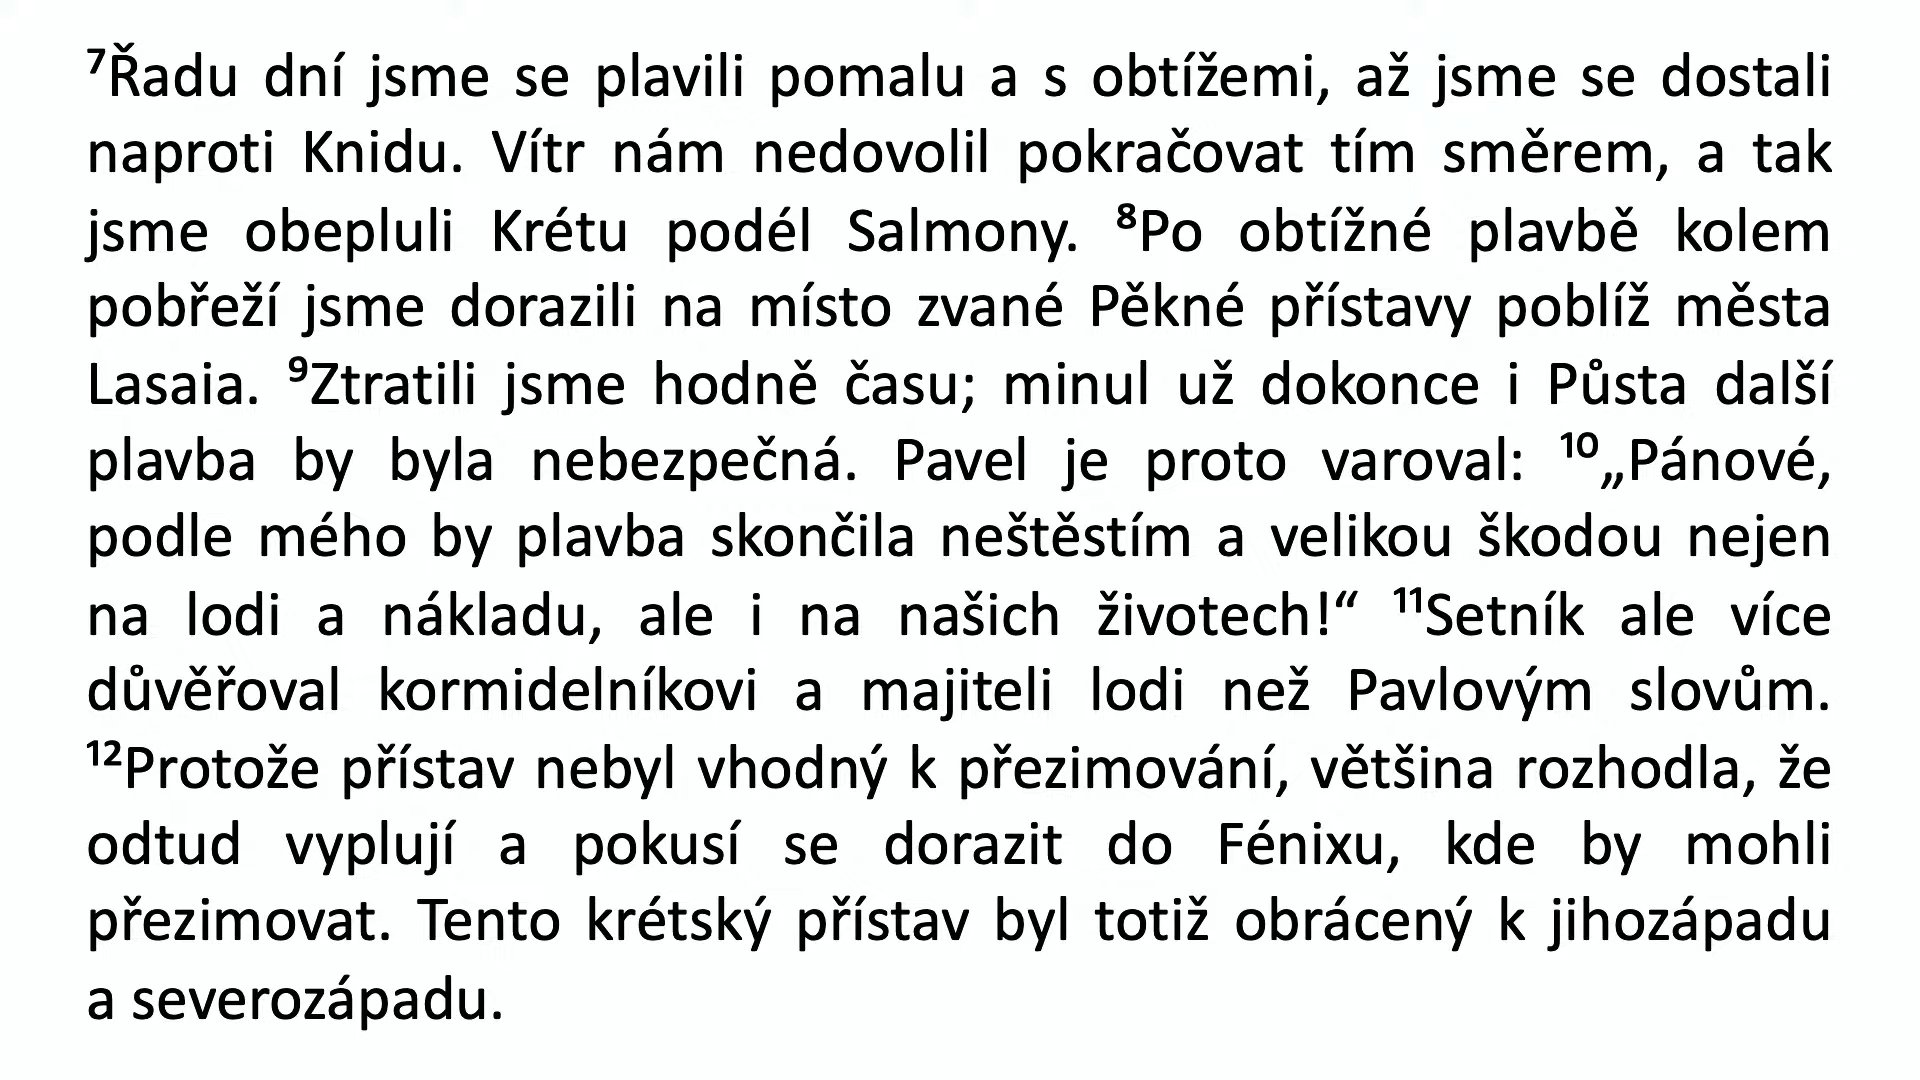 ⁷Řadu dní jsme se plavili pomalu a s obtížemi, až jsme se dostali
naproti Knidu. Vítr nám nedovolil pokračovat tím směrem, a tak
jsme obepluli Krétu podél Salmony. ⁸Po obtížné plavbě kolem
pobřeží jsme dorazili na místo zvané Pěkné přístavy poblíž města
Lasaia. ⁹Ztratili jsme hodně času; minul už dokonce i Půsta další
plavba by byla nebezpečná. Pavel je proto varoval: ¹⁰„Pánové,
podle mého by plavba skončila neštěstím a velikou škodou nejen
na lodi a nákladu, ale i na našich životech!“ ¹¹Setník ale více
důvěřoval kormidelníkovi a majiteli lodi než Pavlovým slovům.
¹²Protože přístav nebyl vhodný k přezimování, většina rozhodla, že
odtud vyplují a pokusí se dorazit do Fénixu, kde by mohli
přezimovat. Tento krétský přístav byl totiž obrácený k jihozápadu
a severozápadu.